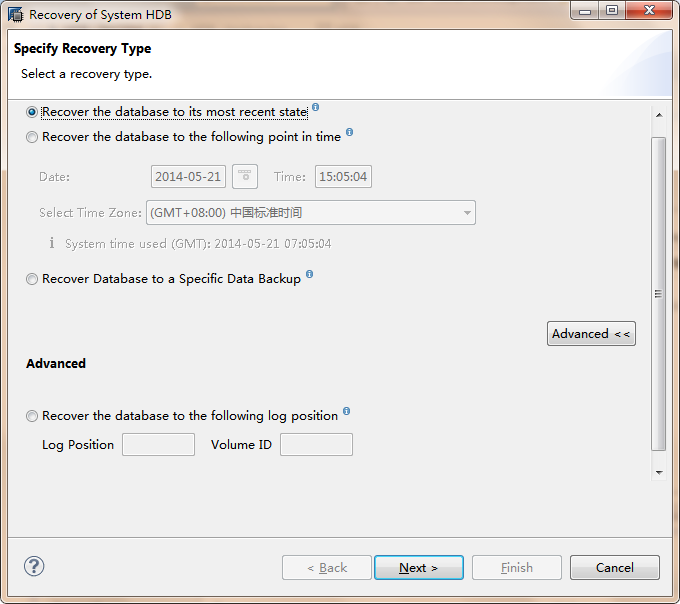 Recovery of System HDB
Specify Recovery Type
Select a recovery type.
Recover the database to its most recent state
Recover the database to the following point in time
Date: 2014-05-21 Time: 15:05:04
Select Time Zone: (GMT+08:00) 中国标准时间
System time used (GMT): 2014-05-21 07:05:04
Recover Database to a Specific Data Backup
Advanced <<
Advanced
Recover the database to the following log position
Log Position Volume ID
< Back Next > Finish Cancel